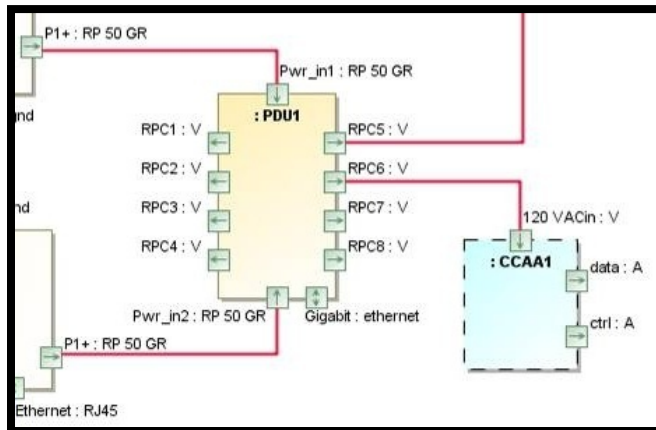 P1+ : RP 50 GR
Pwr_in1 : RP 50 GR
gnd
: PDU1
RPC1 : V
RPC5 : V
RPC2 : V
RPC6 : V
RPC3 : V
RPC7 : V
nd
120 VACin : V
RPC4 : V
RPC8 : V
: CCAA1
data : A
Pwr_in2 : RP 50 GR
Gigabit : ethernet
ctrl : A
P1+ : RP 50 GR
Ethernet : RJ45